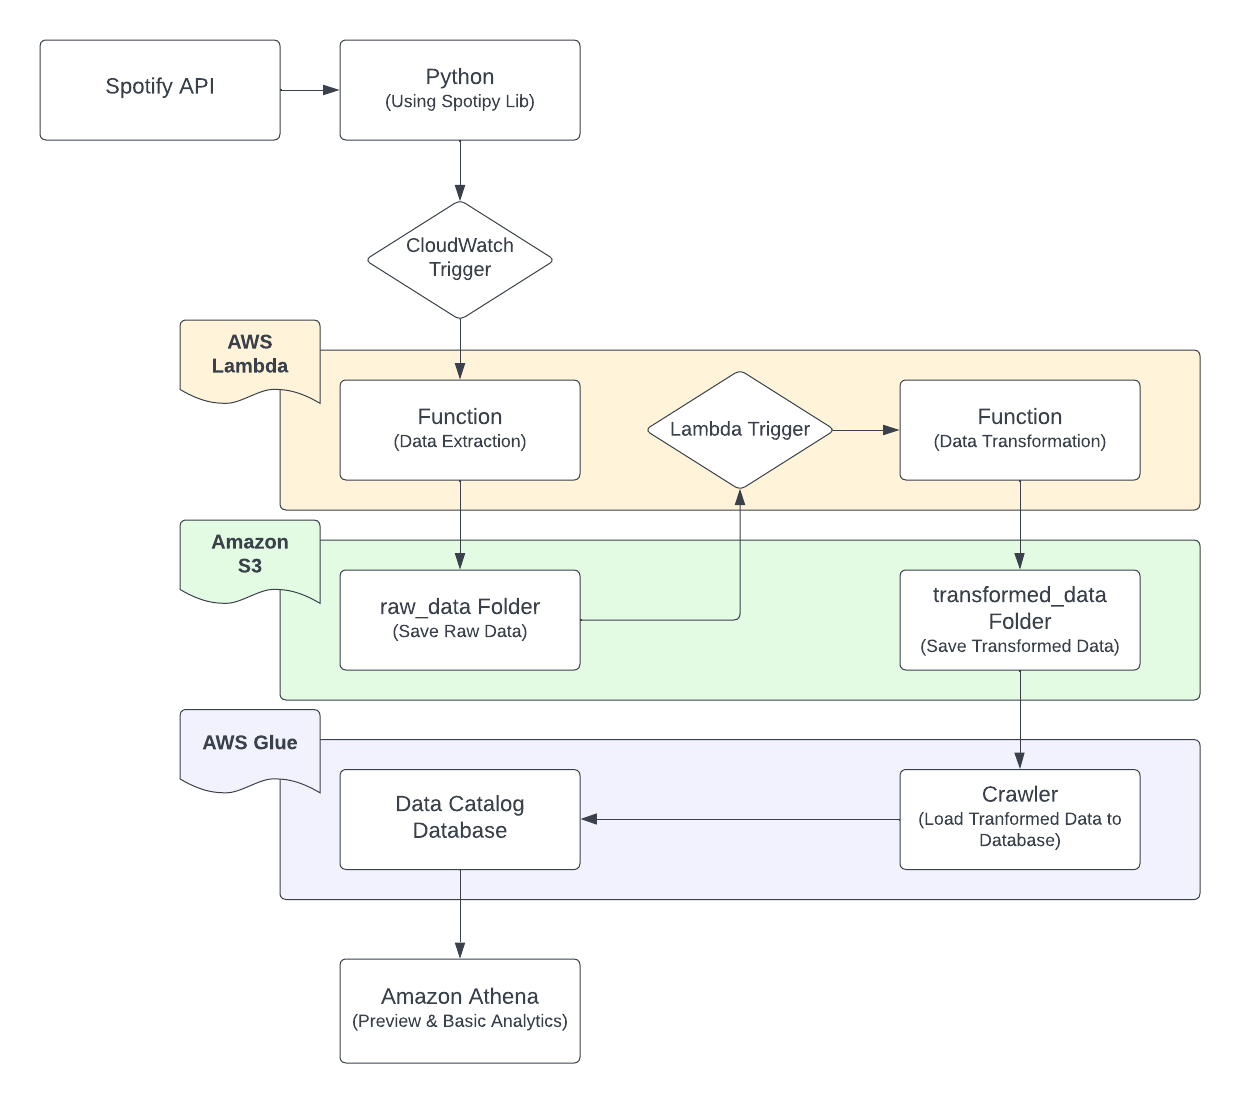 Spotify API
Python
(Using Spotipy Lib)
CloudWatch
Trigger
AWS
Lambda
Function
(Data Extraction)
Lambda Trigger
Function
(Data Transformation)
Amazon
S3
raw_data Folder
(Save Raw Data)
transformed_data
Folder
(Save Transformed Data)
AWS Glue
Data Catalog
Database
Crawler
(Load Tranformed Data to
Database)
Amazon Athena
(Preview & Basic Analytics)